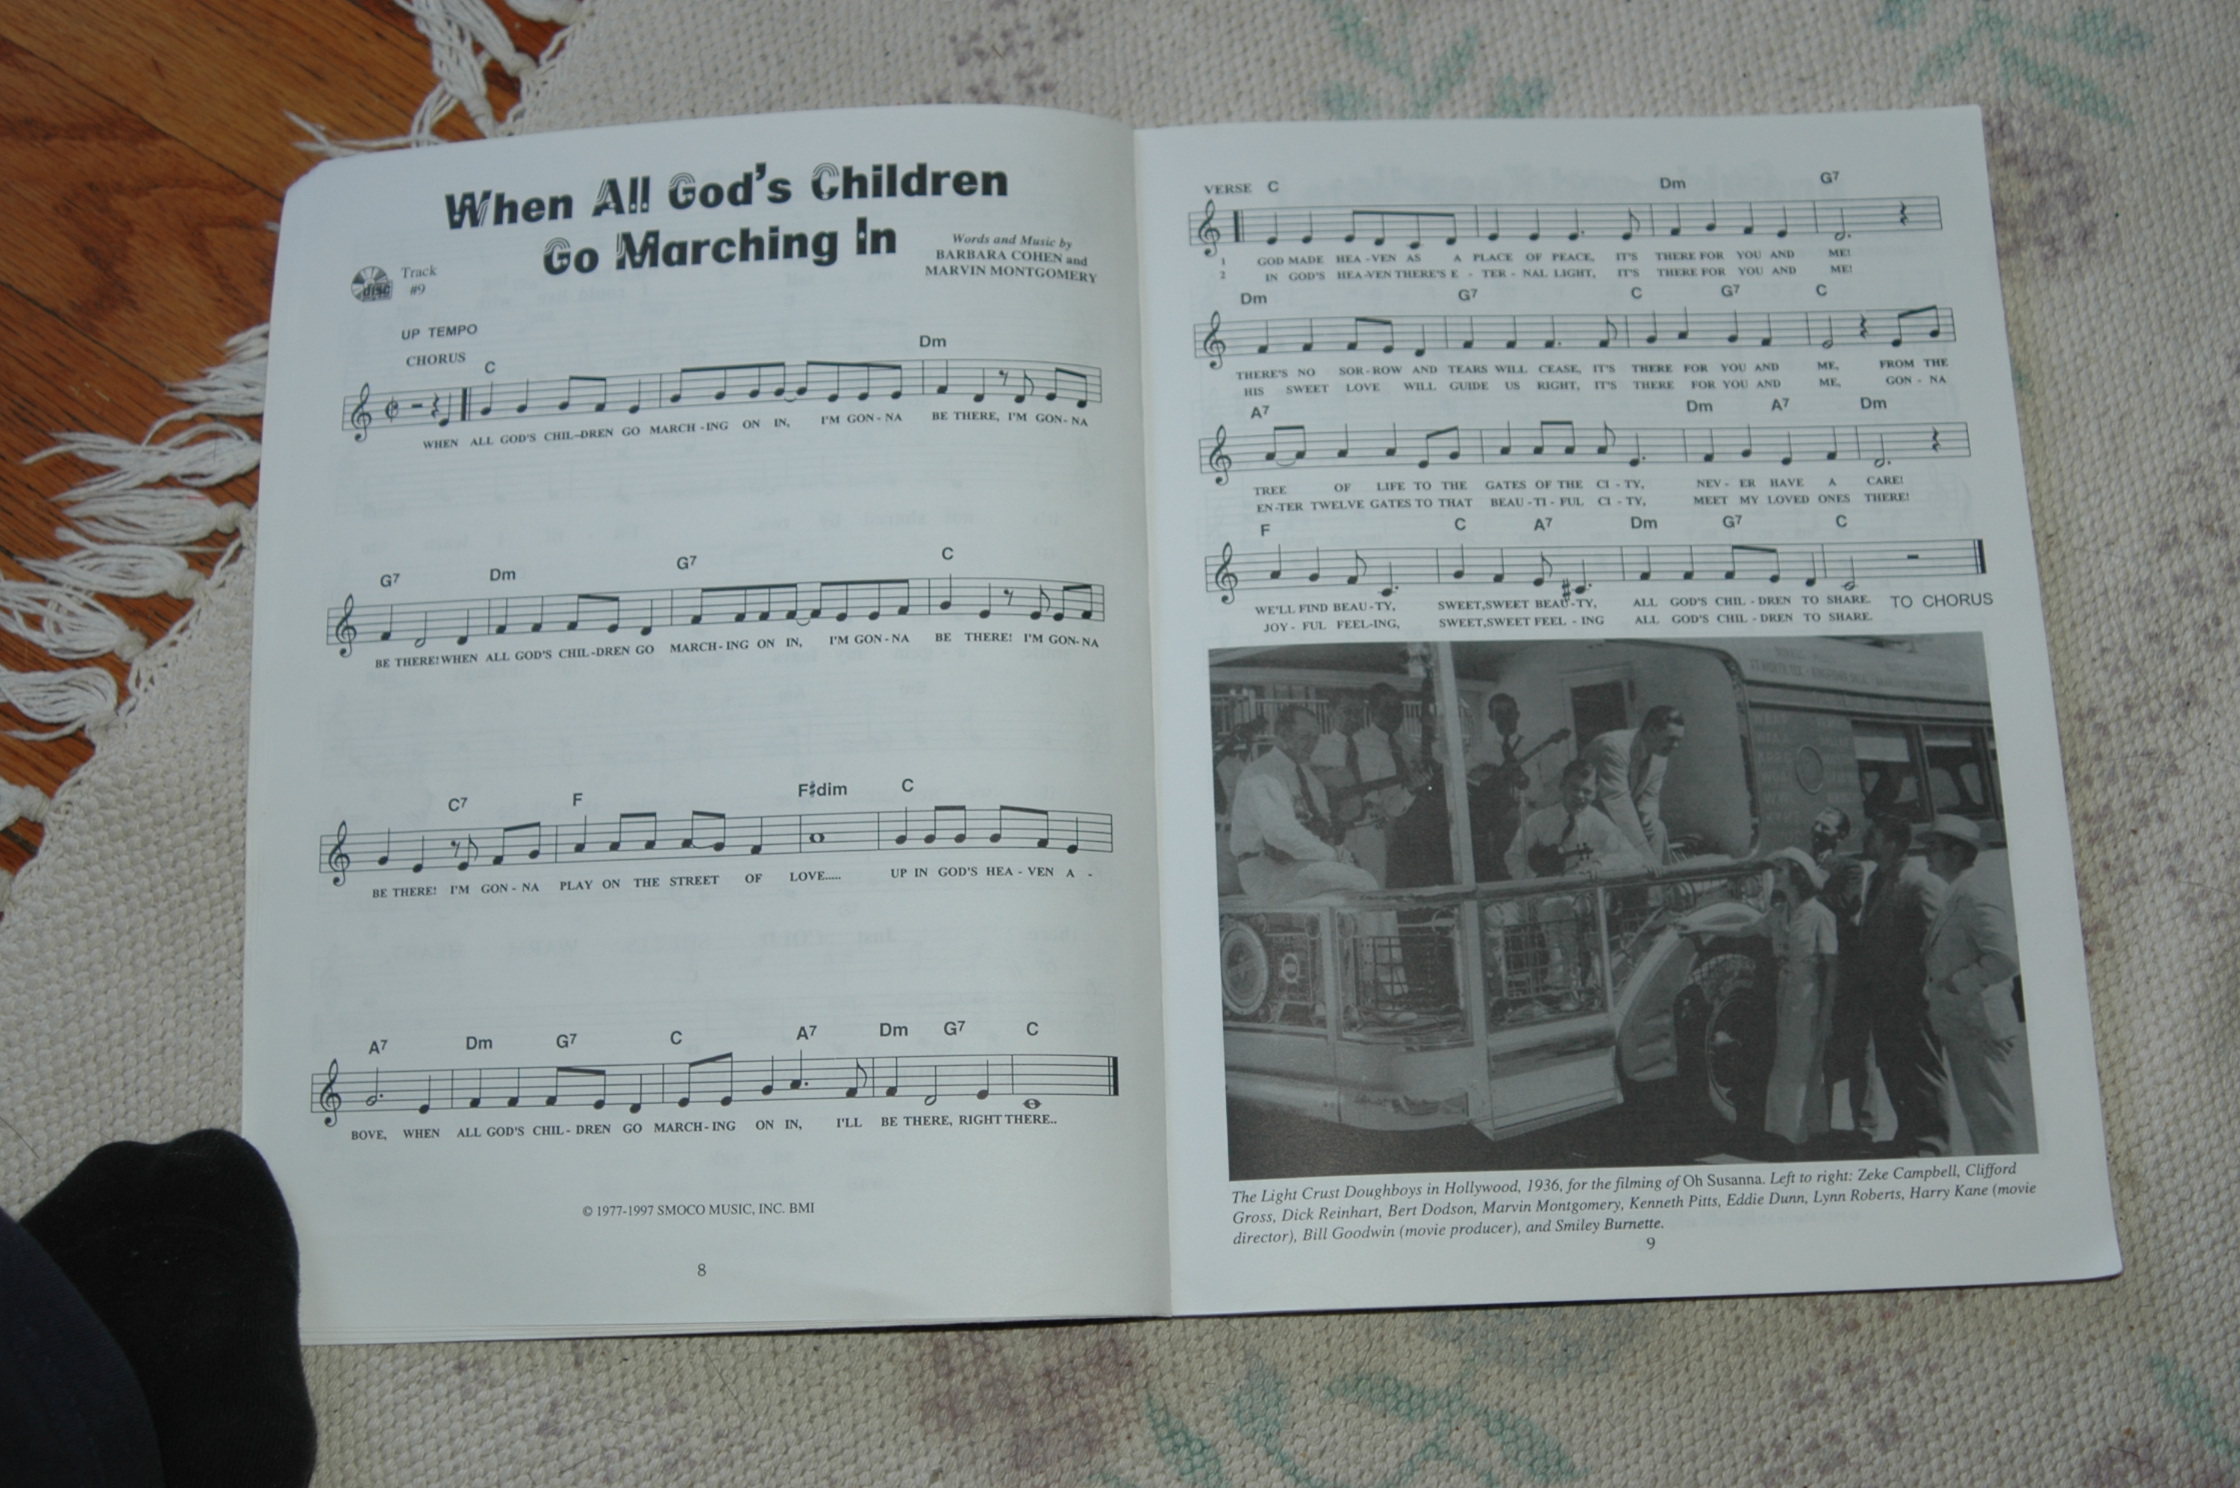 When All God's Children
Go Marching In
Words and Music by
BARBARA COHEN and
MARVIN MONTGOMERY
Track
#9
UP TEMPO
CHORUS C Dm
WHEN ALL GOD'S CHIL-DREN GO MARCH-ING ON IN, I'M GON-NA BE THERE, I'M GON-NA
G7 Dm G7 C
BE THERE! WHEN ALL GOD'S CHIL-DREN GO MARCH-ING ON IN, I'M GON-NA BE THERE! I'M GON-NA
C7 F F#dim C
BE THERE! I'M GON-NA PLAY ON THE STREET OF LOVE...... UP IN GOD'S HEA-VEN A-
A7 Dm G7 C A7 Dm G7 C
BOVE, WHEN ALL GOD'S CHIL-DREN GO MARCH-ING ON IN, I'LL BE THERE, RIGHT THERE..
© 1977-1997 SMOCO MUSIC, INC. BMI
8
VERSE C Dm G7
1 GOD MADE HEA-VEN AS A PLACE OF PEACE, IT'S THERE FOR YOU AND ME!
2 IN GOD'S HEA-VEN THERE'S E-TER-NAL LIGHT, IT'S THERE FOR YOU AND ME!
Dm G7 C G7 C
THERE'S NO SOR-ROW AND TEARS WILL CEASE, IT'S THERE FOR YOU AND ME, FROM THE
HIS SWEET LOVE WILL GUIDE US RIGHT, IT'S THERE FOR YOU AND ME, GON-NA
A7 Dm A7 Dm
TREE OF LIFE TO THE GATES OF THE CI-TY, NEV-ER HAVE A CARE!
EN-TER TWELVE GATES TO THAT BEAU-TI-FUL CI-TY, MEET MY LOVED ONES THERE!
F C A7 Dm G7 C
WE'LL FIND BEAU-TY, SWEET, SWEET BEAU-TY, ALL GOD'S CHIL-DREN TO SHARE. TO CHORUS
JOY-FUL FEEL-ING, SWEET, SWEET FEEL-ING ALL GOD'S CHIL-DREN TO SHARE.
The Light Crust Doughboys in Hollywood, 1936, for the filming of Oh Susanna. Left to right: Zeke Campbell, Clifford
Gross, Dick Reinhart, Bert Dodson, Marvin Montgomery, Kenneth Pitts, Eddie Dunn, Lynn Roberts, Harry Kane (movie
director), Bill Goodwin (movie producer), and Smiley Burnette.
9